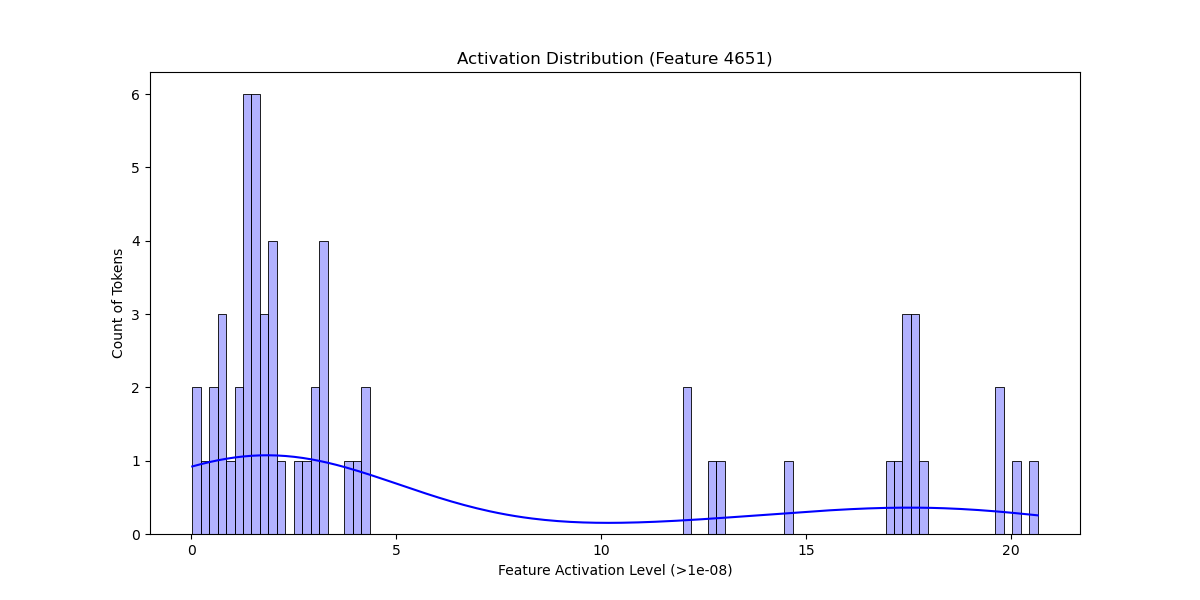 Activation Distribution (Feature 4651)
6
5
4
3
2
1
0
Count of Tokens
0 5 10 15 20
Feature Activation Level (>1e-08)